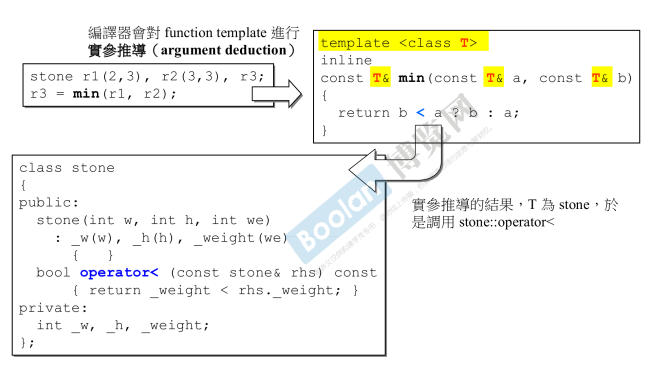 編譯器會對 function template 進行
實參推導（argument deduction）
stone r1(2,3), r2(3,3), r3;
r3 = min(r1, r2);
template <class T>
inline
const T& min(const T& a, const T& b)
{
return b < a ? b : a;
}
class stone
{
public:
stone(int w, int h, int we)
: _w(w), _h(h), _weight(we)
{ }
bool operator< (const stone& rhs) const
{ return _weight < rhs._weight; }
private:
int _w, _h, _weight;
};
實參推導的結果，T 為 stone，於
是調用 stone::operator<
Boolan 博览网